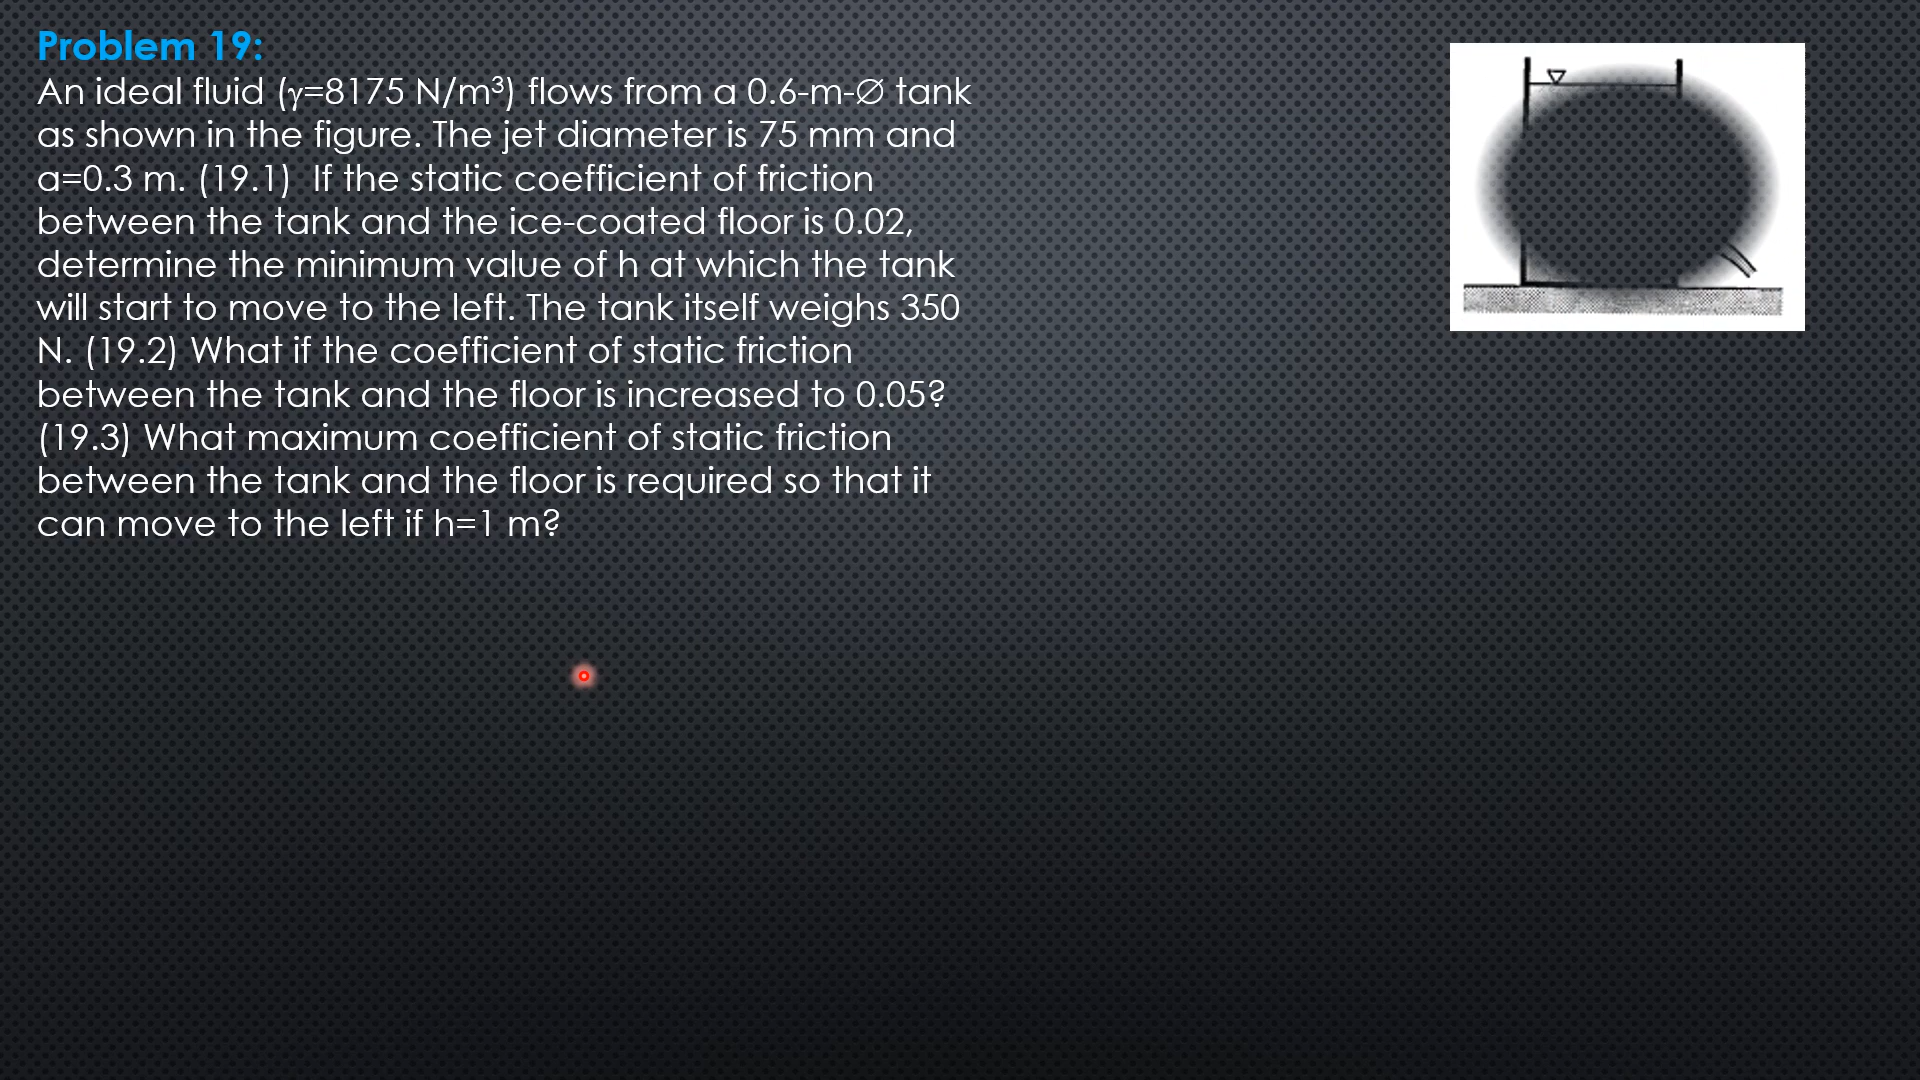 Problem 19:
An ideal fluid (γ=8175 N/m³) flows from a 0.6-m-∅ tank
as shown in the figure. The jet diameter is 75 mm and
a=0.3 m. (19.1)  If the static coefficient of friction
between the tank and the ice-coated floor is 0.02,
determine the minimum value of h at which the tank
will start to move to the left. The tank itself weighs 350
N. (19.2) What if the coefficient of static friction
between the tank and the floor is increased to 0.05?
(19.3) What maximum coefficient of static friction
between the tank and the floor is required so that it
can move to the left if h=1 m?